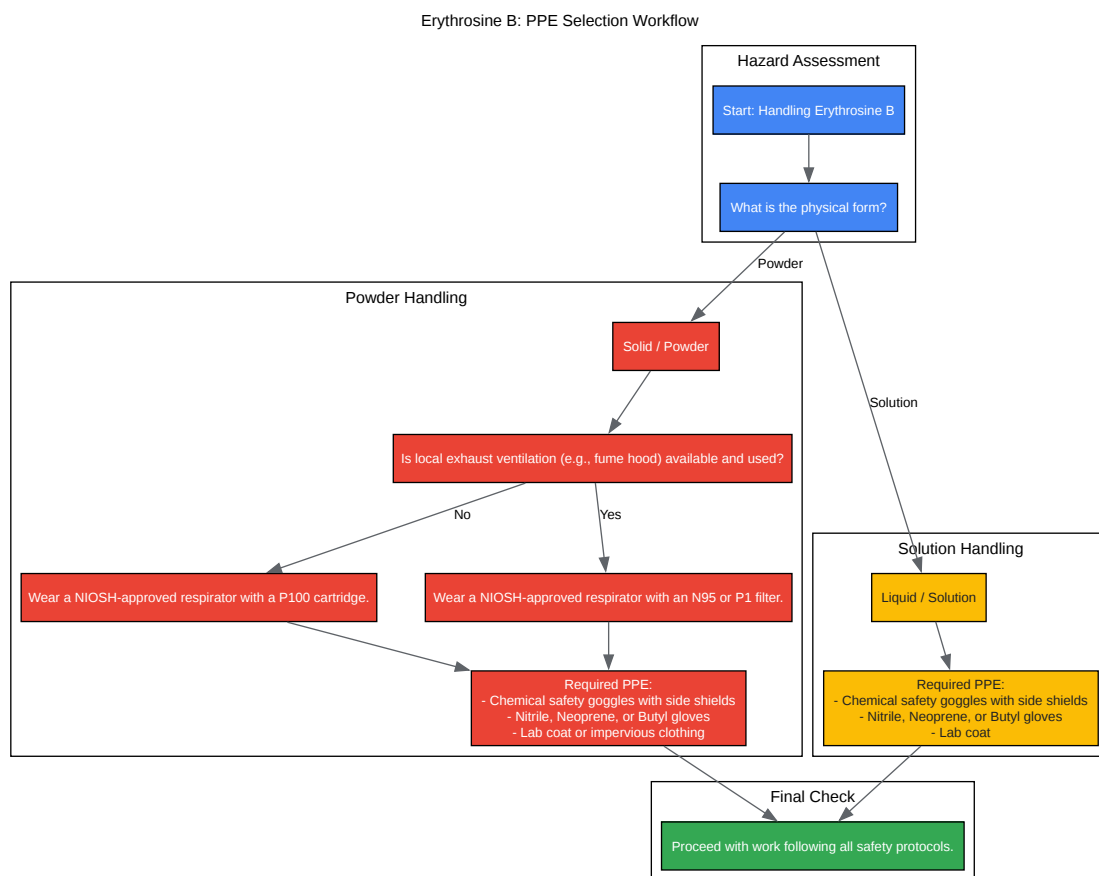 Erythrosine B: PPE Selection Workflow
Hazard Assessment
Start: Handling Erythrosine B
What is the physical form?
Powder
Solution
Powder Handling
Solid / Powder
Is local exhaust ventilation (e.g., fume hood) available and used?
No
Yes
Wear a NIOSH-approved respirator with a P100 cartridge.
Wear a NIOSH-approved respirator with an N95 or P1 filter.
Required PPE:
- Chemical safety goggles with side shields
- Nitrile, Neoprene, or Butyl gloves
- Lab coat or impervious clothing
Solution Handling
Liquid / Solution
Required PPE:
- Chemical safety goggles with side shields
- Nitrile, Neoprene, or Butyl gloves
- Lab coat
Final Check
Proceed with work following all safety protocols.